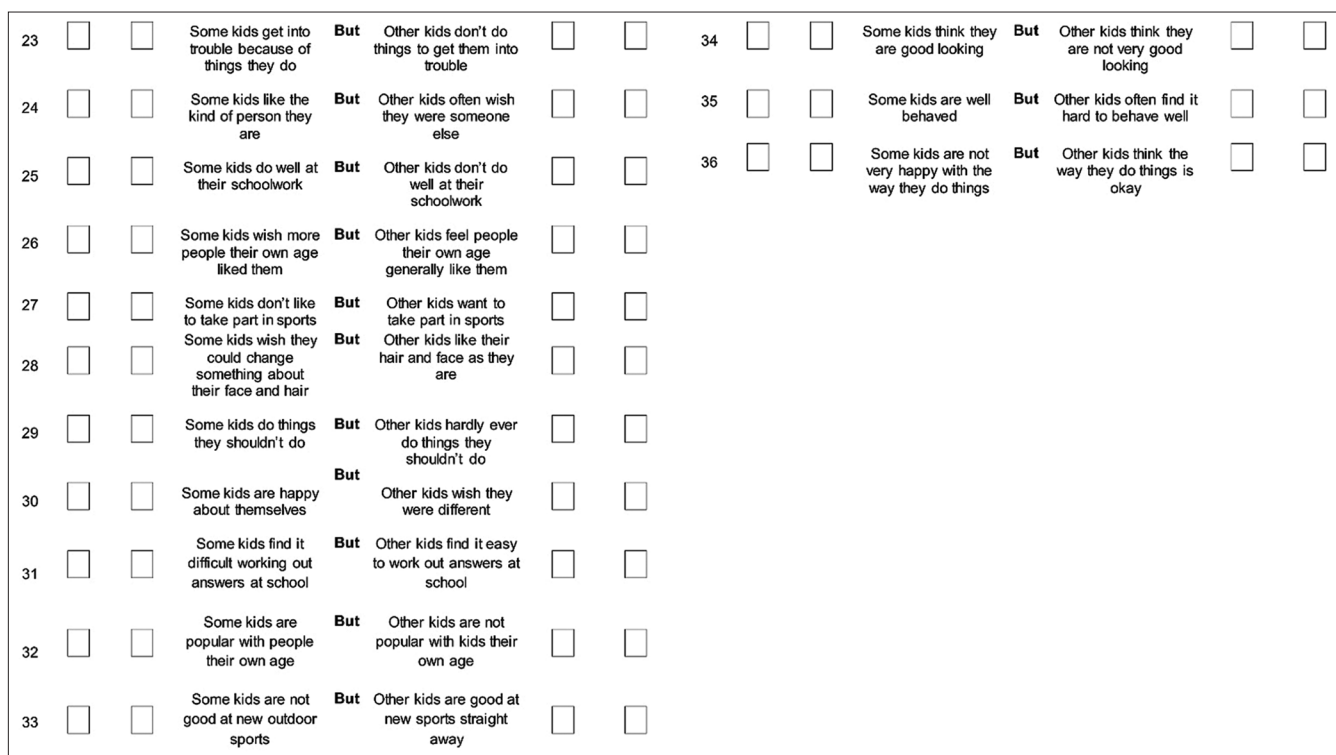 23 Some kids get into But Other kids don't do
trouble because of things to get them into
things they do trouble
24 Some kids like the But Other kids often wish
kind of person they they were someone
are else
25 Some kids do well at But Other kids don't do
their schoolwork well at their
schoolwork
26 Some kids wish more But Other kids feel people
people their own age their own age
liked them generally like them
27 Some kids don't like But Other kids want to
to take part in sports take part in sports
28 Some kids wish they But Other kids like their
could change hair and face as they
something about are
their face and hair
29 Some kids do things But Other kids hardly ever
they shouldn't do do things they
shouldn't do
But
30 Some kids are happy Other kids wish they
about themselves were different
31 Some kids find it But Other kids find it easy
difficult working out to work out answers at
answers at school school
32 Some kids are But Other kids are not
popular with people popular with kids their
their own age own age
33 Some kids are not But Other kids are good at
good at new outdoor new sports straight
sports away
34 Some kids think they But Other kids think they
are good looking are not very good
looking
35 Some kids are well But Other kids often find it
behaved hard to behave well
36 Some kids are not But Other kids think the
very happy with the way they do things is
way they do things okay